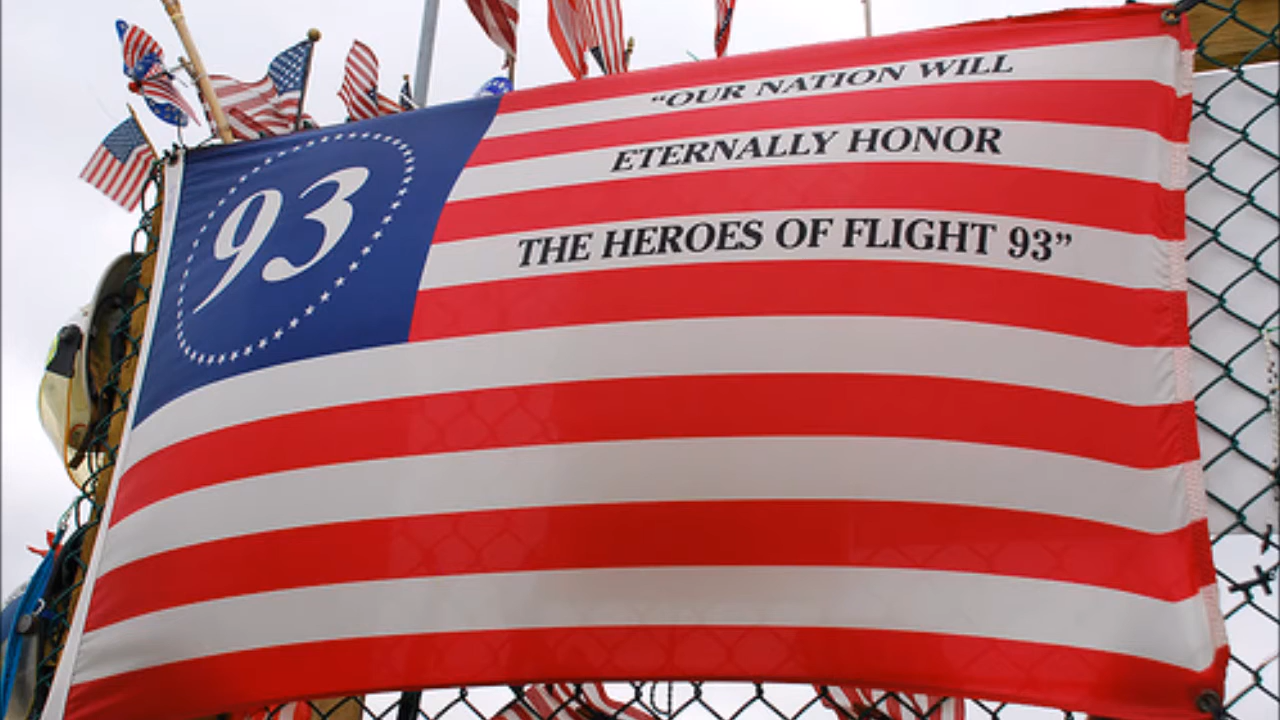 93
“OUR NATION WILL
ETERNALLY HONOR
THE HEROES OF FLIGHT 93”